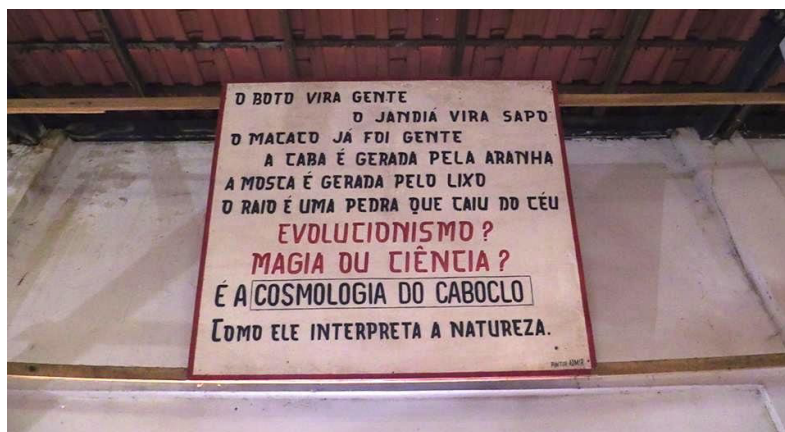 O BOTO VIRA GENTE
O JANDIÁ VIRA SAPO
O MACACO JÁ FOI GENTE
A CABA É GERADA PELA ARANHA
A MOSCA É GERADA PELO LIXO
O RAIO É UMA PEDRA QUE CAIU DO CÉU
EVOLUCIONISMO?
MAGIA OU CIÊNCIA?
É A COSMOLOGIA DO CABOCLO
COMO ELE INTERPRETA A NATUREZA.